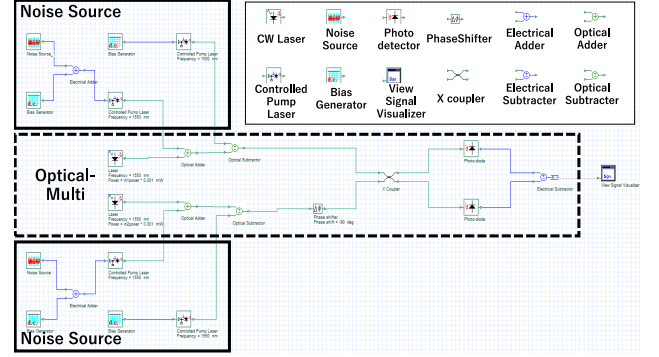 Noise Source
Noise Source
Bias Generator
Controlled Pump Laser
Frequency = 1550 nm
Electrical Adder
Bias Generator
Controlled Pump Laser
Frequency = 1550 nm
CW Laser
Noise
Source
Photo
detector
PhaseShifter
Electrical
Adder
Optical
Adder
Controlled
Pump
Laser
Bias
Generator
View
Signal
Visualizer
X coupler
Electrical
Subtracter
Optical
Subtracter
Optical-
Multi
Laser
Frequency = 1550 nm
Optical Adder
Optical Subtractor
Laser
Frequency = 1550 nm
Optical Adder
Optical Subtractor
Phase shifter
Phase shift = -90 deg
X Coupler
Photo-diode
Photo-diode
Electrical Subtractor
View Signal Visualizer
Noise Source
Electrical Adder
Controlled Pump Laser
Frequency = 1550 nm
Bias Generator
Controlled Pump Laser
Frequency = 1550 nm
Noise Source